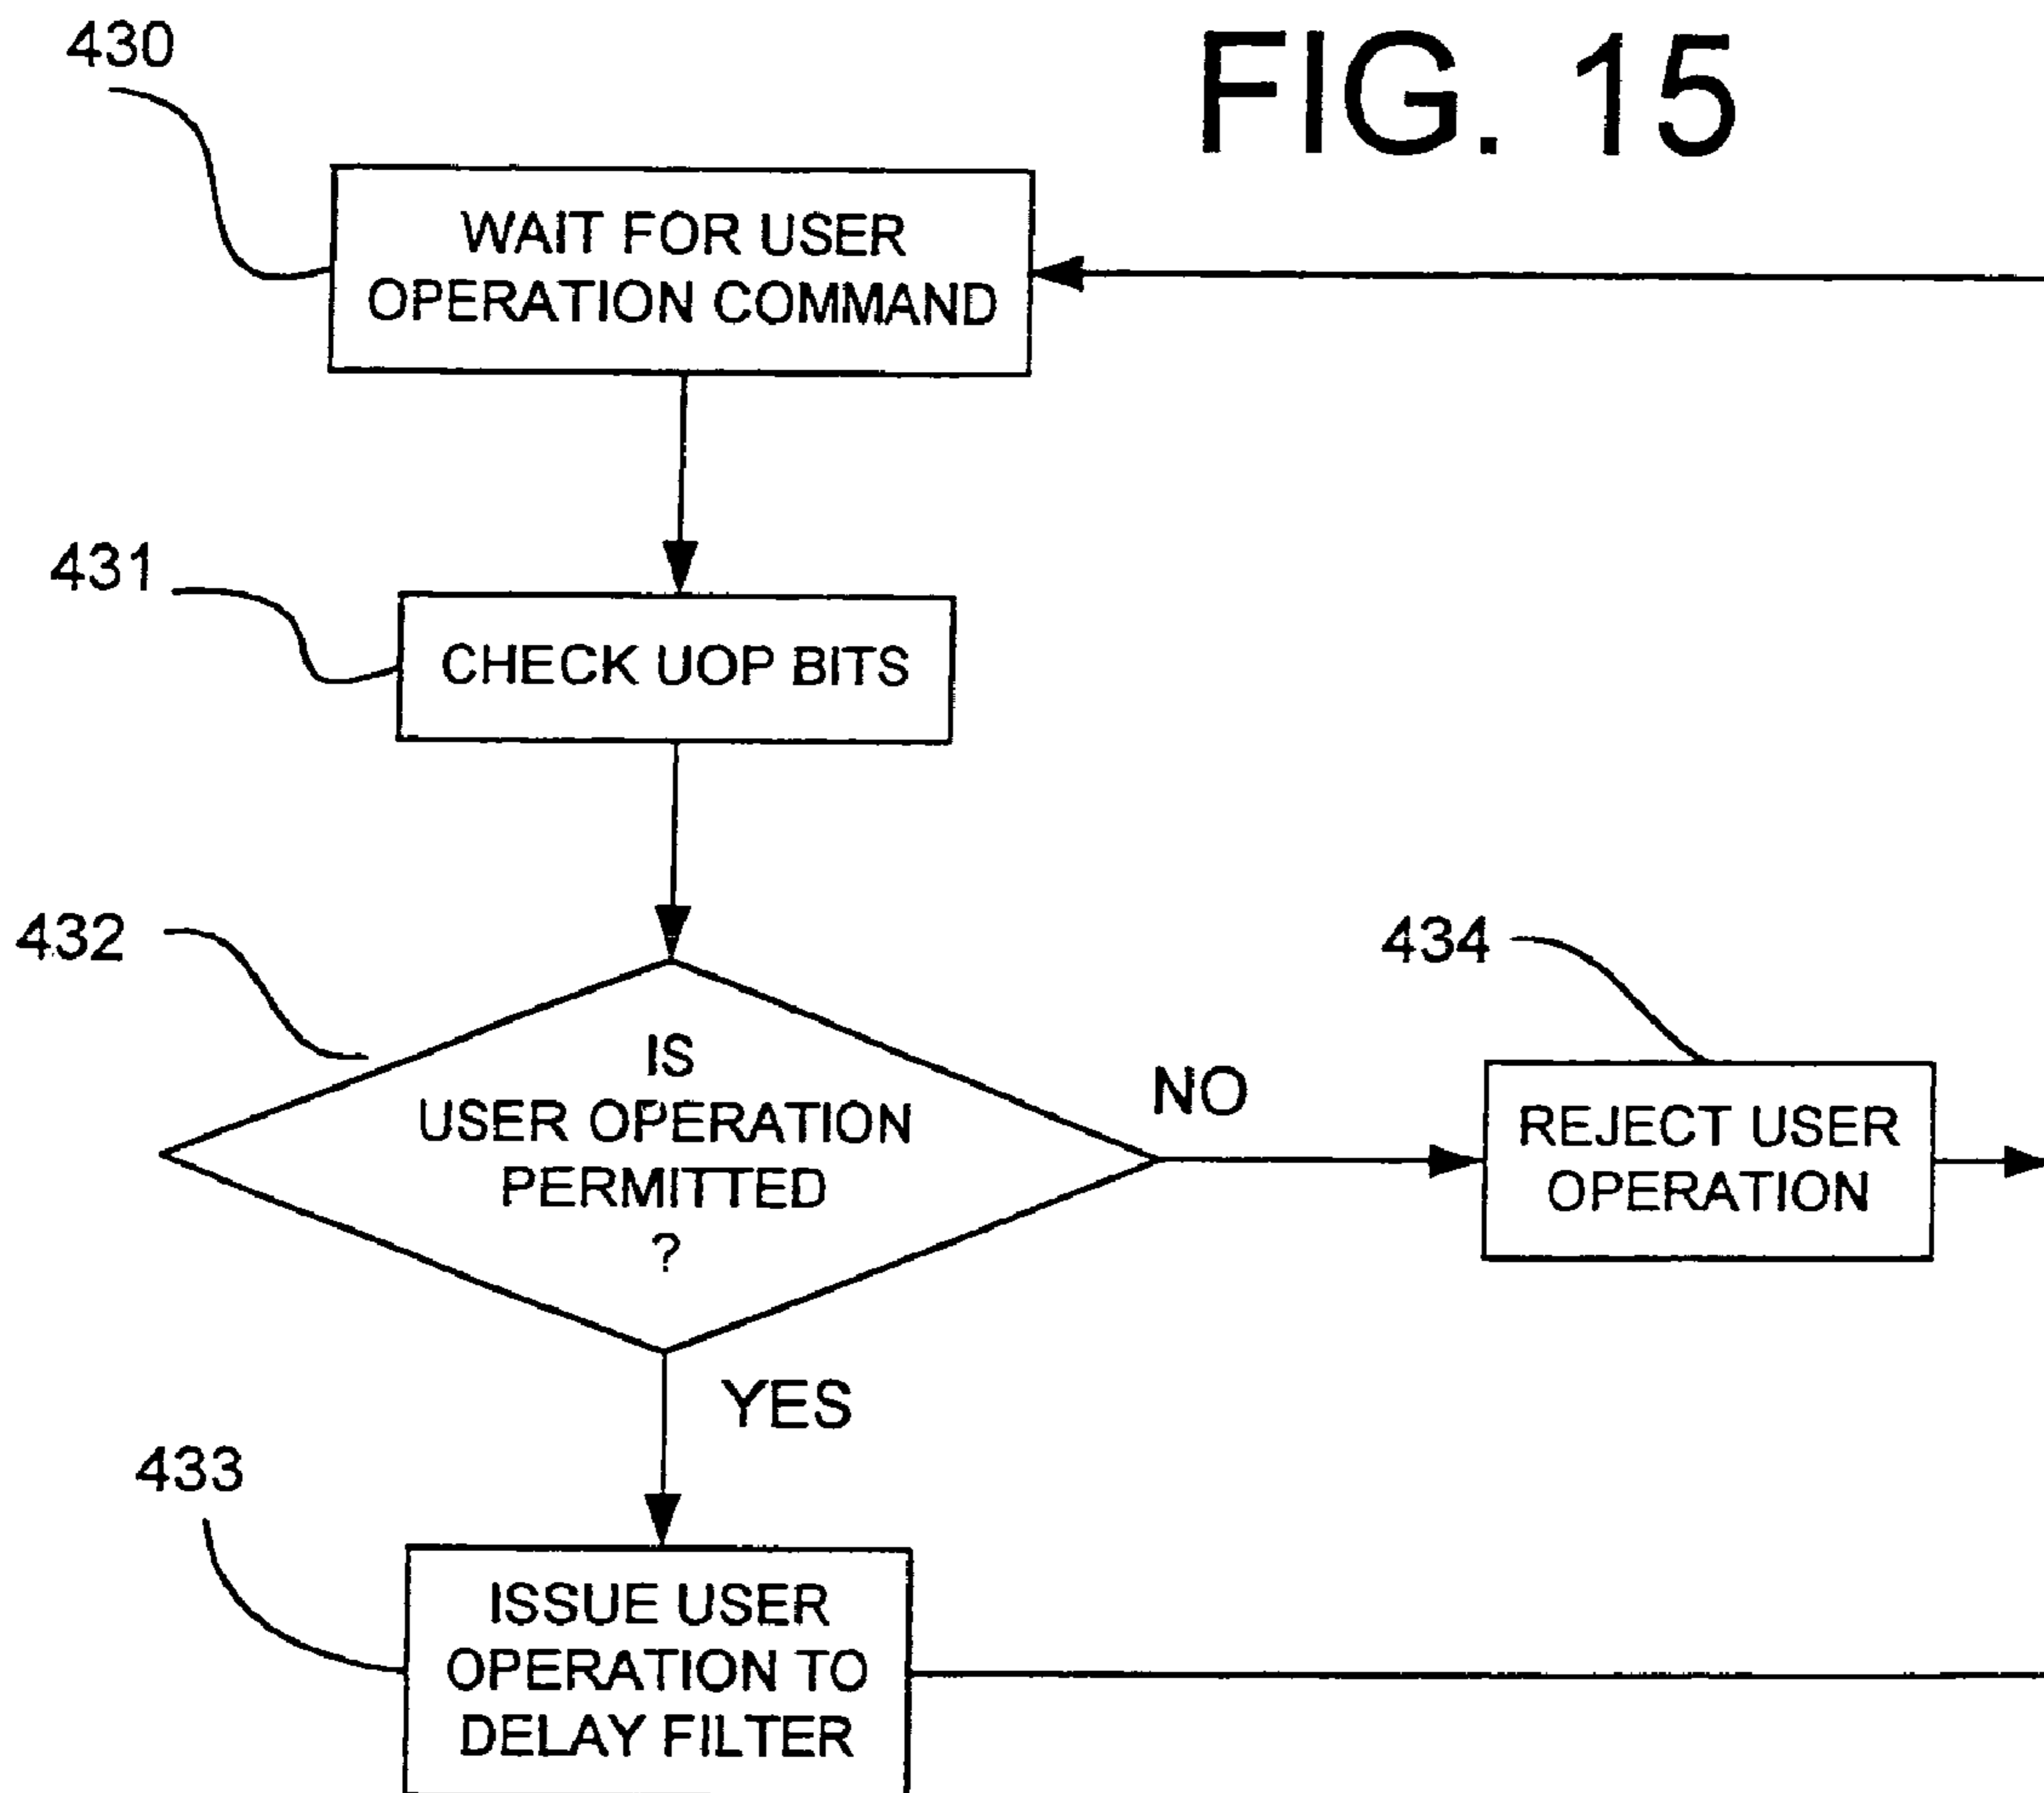 FIG. 15
430
WAIT FOR USER
OPERATION COMMAND
431
CHECK UOP BITS
432
IS
USER OPERATION
PERMITTED
?
NO
434
REJECT USER
OPERATION
YES
433
ISSUE USER
OPERATION TO
DELAY FILTER